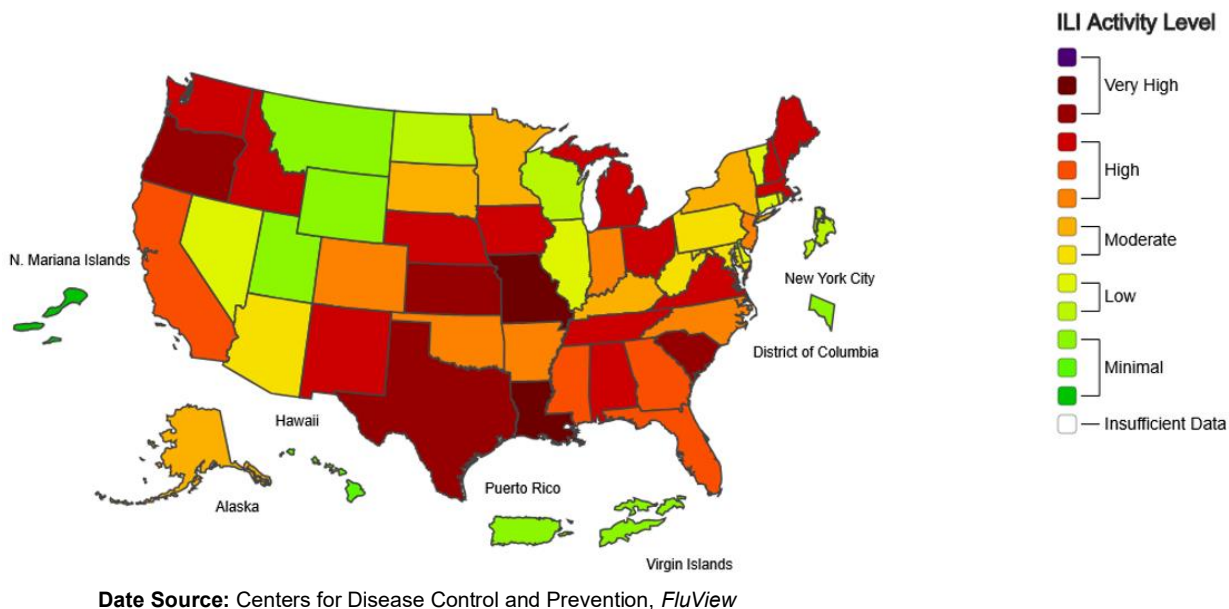 ILI Activity Level
Very High
High
Moderate
Low
Minimal
Insufficient Data
N. Mariana Islands
New York City
District of Columbia
Hawaii
Alaska
Puerto Rico
Virgin Islands
Date Source: Centers for Disease Control and Prevention, FluView